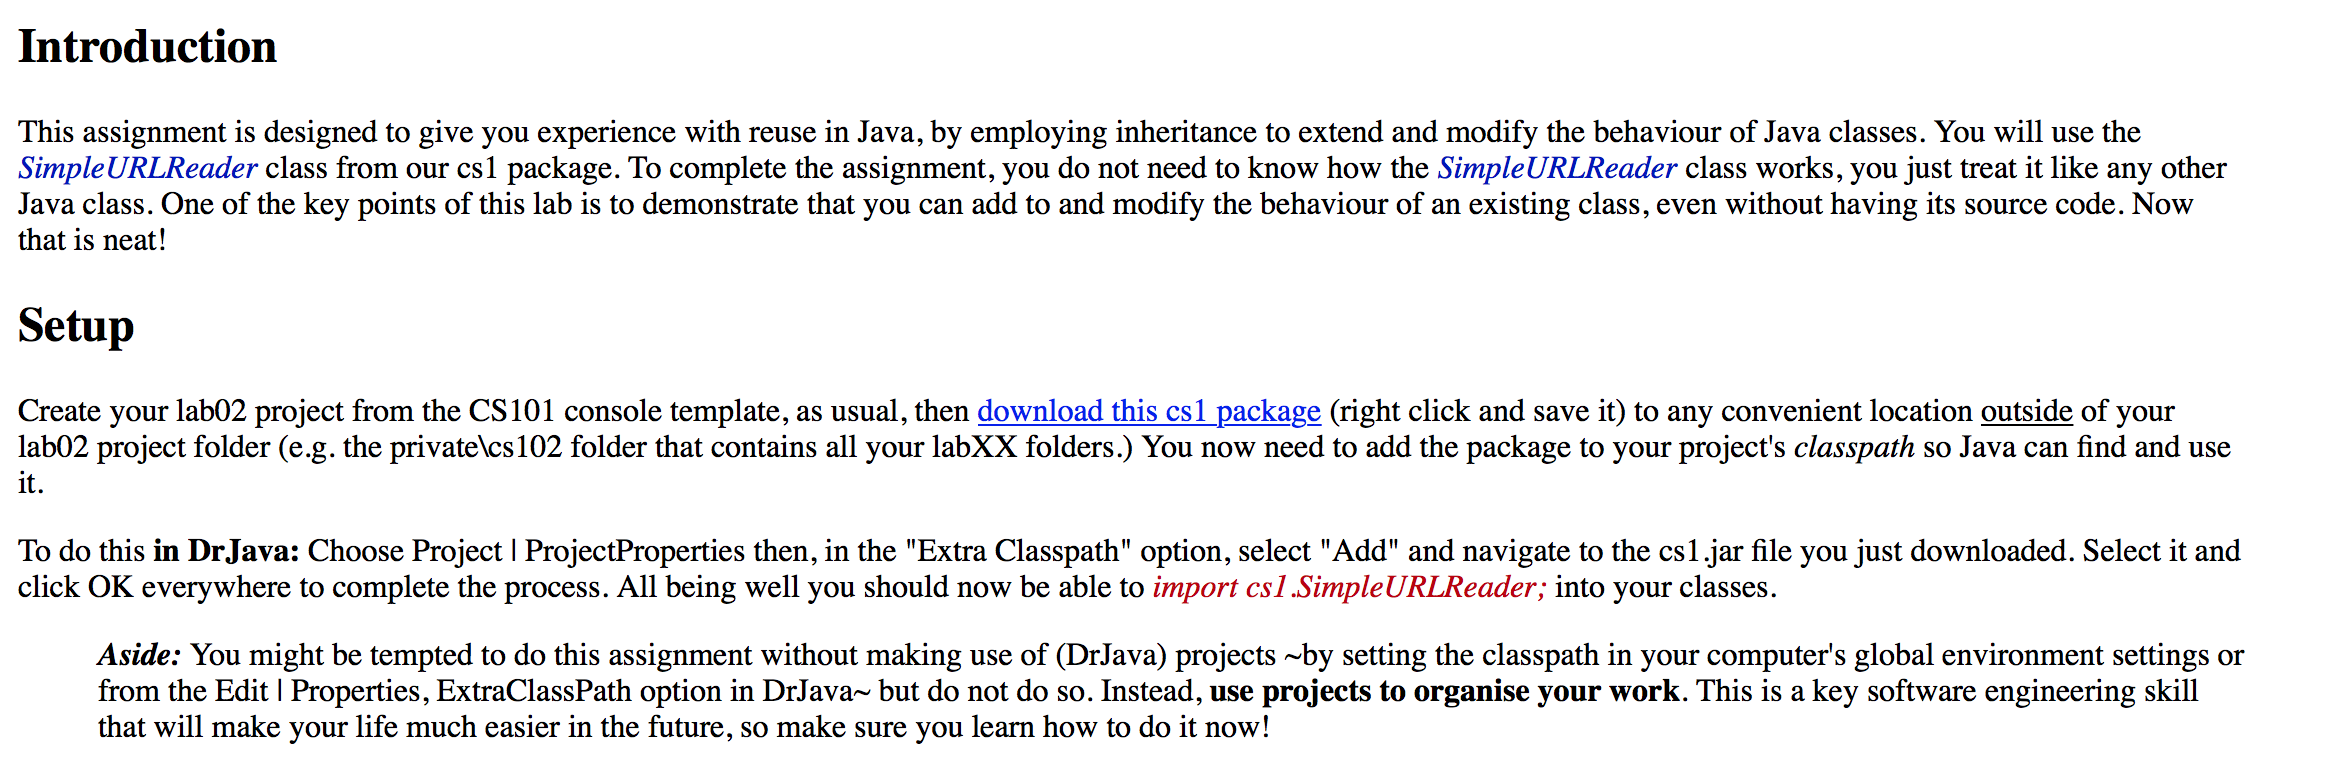 Introduction
This assignment is designed to give you experience with reuse in Java, by employing inheritance to extend and modify the behaviour of Java classes. You will use the
SimpleURLReader class from our cs1 package. To complete the assignment, you do not need to know how the SimpleURLReader class works, you just treat it like any other
Java class. One of the key points of this lab is to demonstrate that you can add to and modify the behaviour of an existing class, even without having its source code. Now
that is neat!
Setup
Create your lab02 project from the CS101 console template, as usual, then download this cs1 package (right click and save it) to any convenient location outside of your
lab02 project folder (e.g. the private\cs102 folder that contains all your labXX folders.) You now need to add the package to your project's classpath so Java can find and use
it.
To do this in DrJava: Choose Project | ProjectProperties then, in the "Extra Classpath" option, select "Add" and navigate to the cs1.jar file you just downloaded. Select it and
click OK everywhere to complete the process. All being well you should now be able to import cs1.SimpleURLReader; into your classes.
Aside: You might be tempted to do this assignment without making use of (DrJava) projects ~by setting the classpath in your computer's global environment settings or
from the Edit | Properties, ExtraClassPath option in DrJava~ but do not do so. Instead, use projects to organise your work. This is a key software engineering skill
that will make your life much easier in the future, so make sure you learn how to do it now!